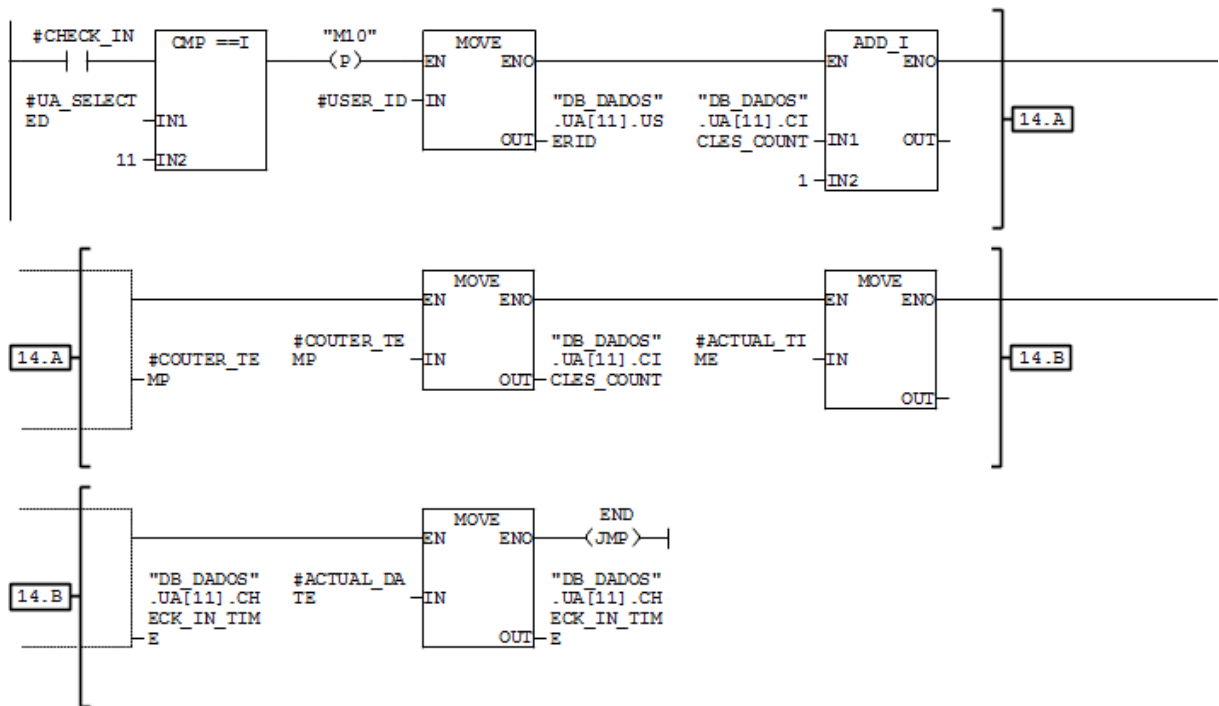 #CHECK_IN
CMP ==I
"M10"
(P)
MOVE
EN ENO
ADD_I
EN ENO
#UA_SELECT
ED
IN1
11
IN2
#USER_ID
IN
OUT
"DB_DADOS"
.UA[11].US
ERID
"DB_DADOS"
.UA[11].CI
CLES_COUNT
IN1
OUT
1
IN2
14.A
14.A
#COUTER_TE
MP
MOVE
EN ENO
#COUTER_TE
MP
IN
OUT
"DB_DADOS"
.UA[11].CI
CLES_COUNT
MOVE
EN ENO
#ACTUAL_TI
ME
IN
OUT
14.B
14.B
"DB_DADOS"
.UA[11].CH
ECK_IN_TIM
E
MOVE
EN ENO
#ACTUAL_DA
TE
IN
OUT
END
(JMP)
"DB_DADOS"
.UA[11].CH
ECK_IN_TIM
E